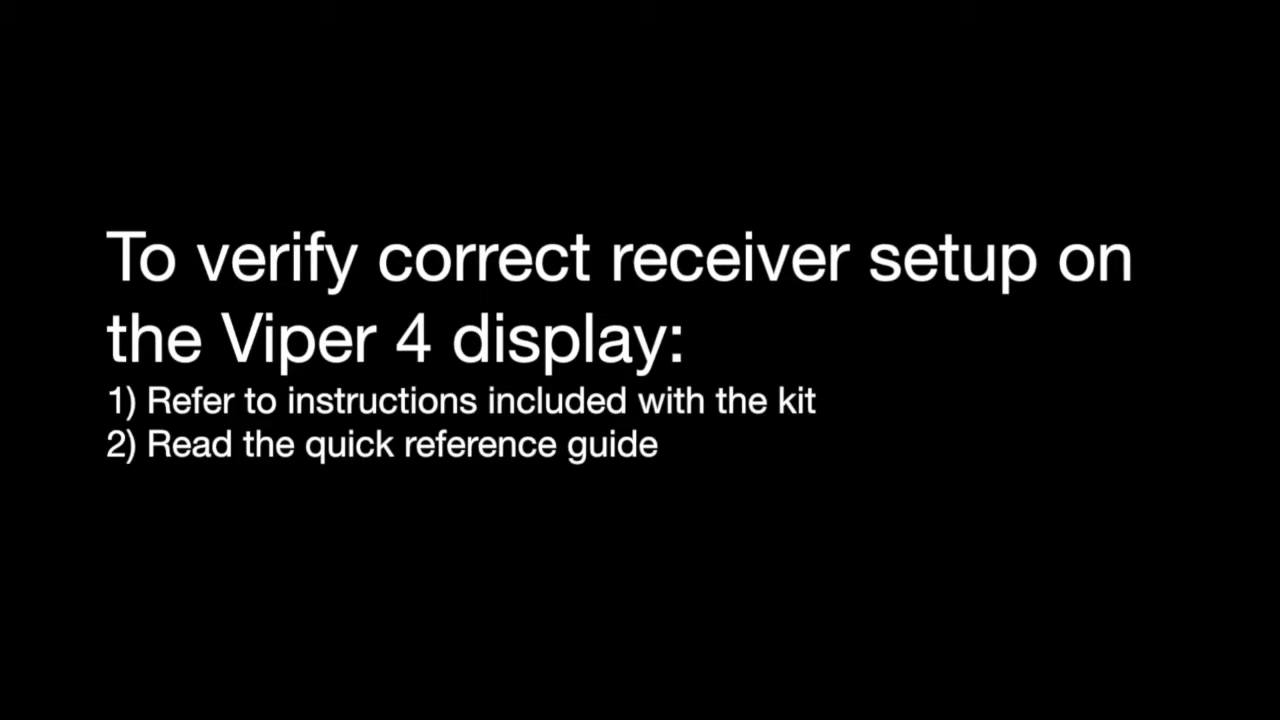 To verify correct receiver setup on
the Viper 4 display:
1) Refer to instructions included with the kit
2) Read the quick reference guide